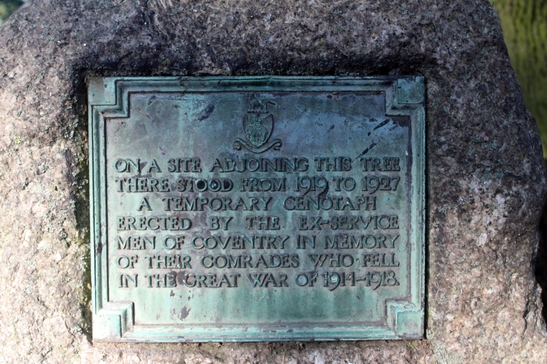 ON A SITE ADJOINING THIS TREE
THERE STOOD FROM 1919 TO 1927
A TEMPORARY CENOTAPH
ERECTED BY THE EX-SERVICE
MEN OF COVENTRY IN MEMORY
OF THEIR COMRADES WHO FELL
IN THE GREAT WAR OF 1914-1918.